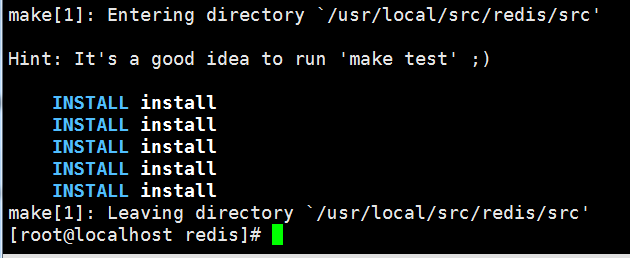 make[1]: Entering directory `/usr/local/src/redis/src'
Hint: It's a good idea to run 'make test' ;)
INSTALL install
INSTALL install
INSTALL install
INSTALL install
INSTALL install
make[1]: Leaving directory `/usr/local/src/redis/src'
[root@localhost redis]#